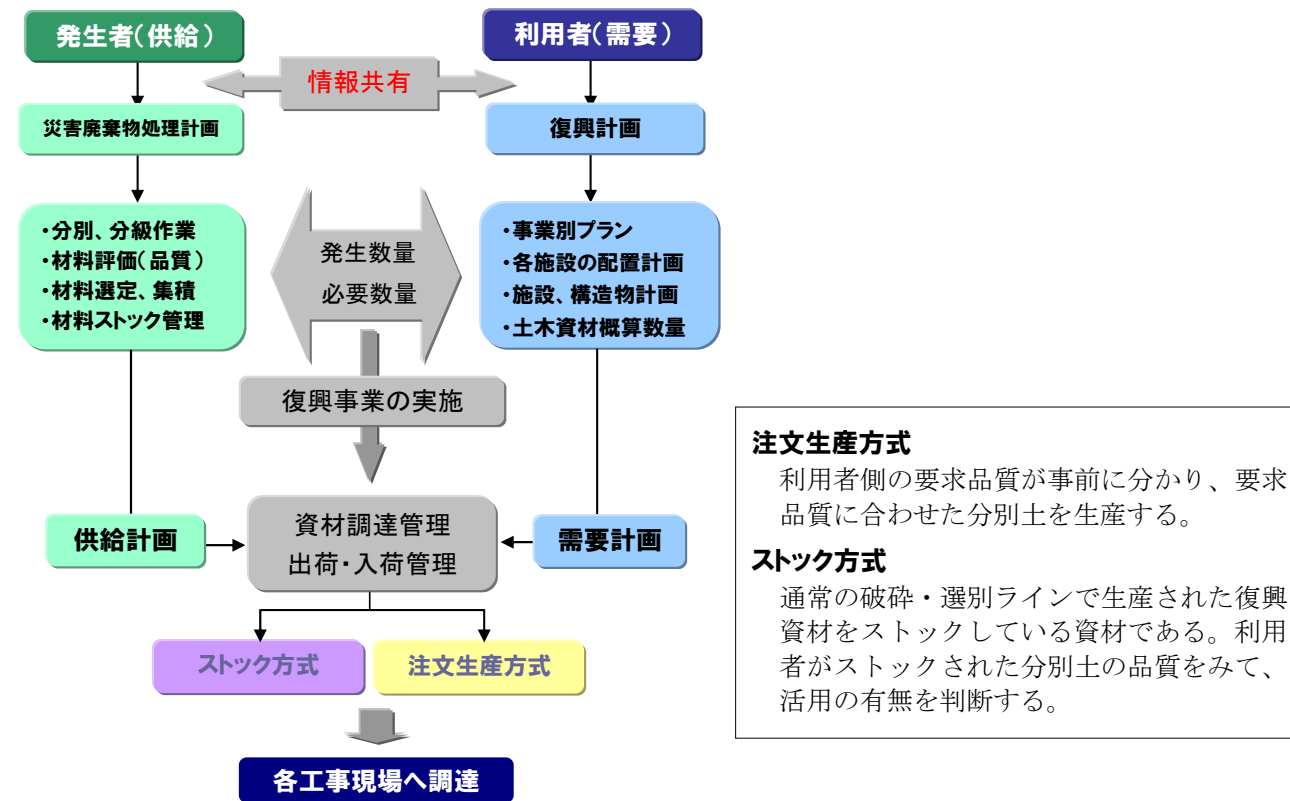 発生者(供給)
利用者(需要)
情報共有
災害廃棄物処理計画
復興計画
・分別、分級作業
・材料評価(品質)
・材料選定、集積
・材料ストック管理
発生数量
必要数量
・事業別プラン
・各施設の配置計画
・施設、構造物計画
・土木資材概算数量
復興事業の実施
供給計画
資材調達管理
出荷・入荷管理
需要計画
ストック方式
注文生産方式
各工事現場へ調達
注文生産方式
利用者側の要求品質が事前に分かり、要求
品質に合わせた分別土を生産する。
ストック方式
通常の破砕・選別ラインで生産された復興
資材をストックしている資材である。利用
者がストックされた分別土の品質をみて、
活用の有無を判断する。